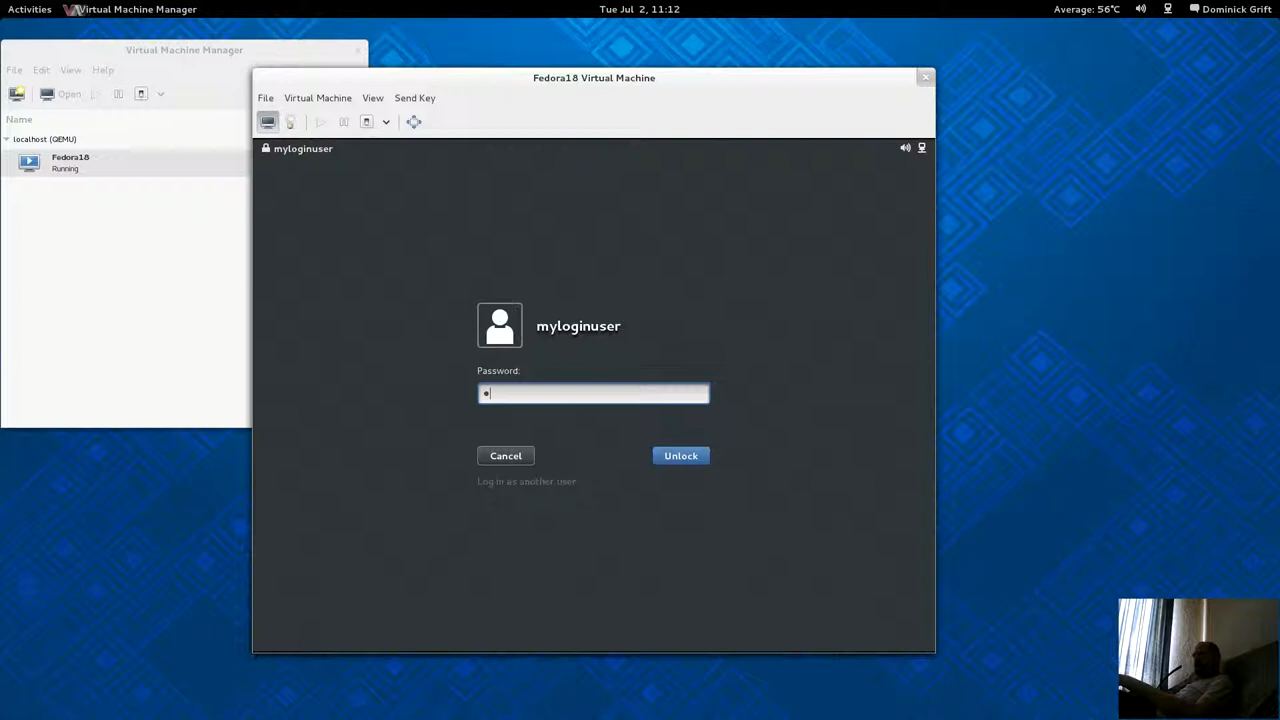 Activities Virtual Machine Manager Tue Jul 2, 11:12 Average: 56°C Dominick Grift
Virtual Machine Manager
File Edit View Help
Open
Name
localhost (QEMU)
Fedora18
Running
Fedora18 Virtual Machine
File Virtual Machine View Send Key
myloginuser
myloginuser
Password:
Cancel Unlock
Log in as another user